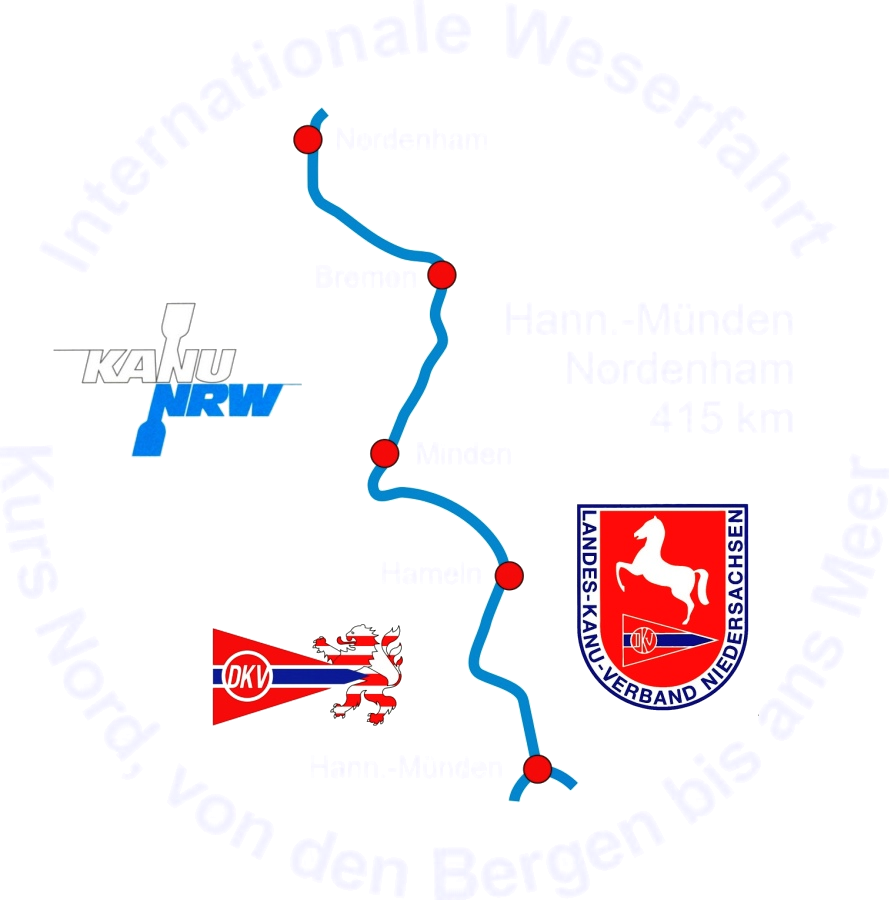 Internationale Weserfahrt
Nordenham
Bremen
Hann.-Münden
Nordenham
415 km
KANU
NRW
Minden
Hameln
LANDES-KANU-VERBAND NIEDERSACHSEN
DKV
DKV
Hann.-Münden
Kurs Nord, von den Bergen bis ans Meer